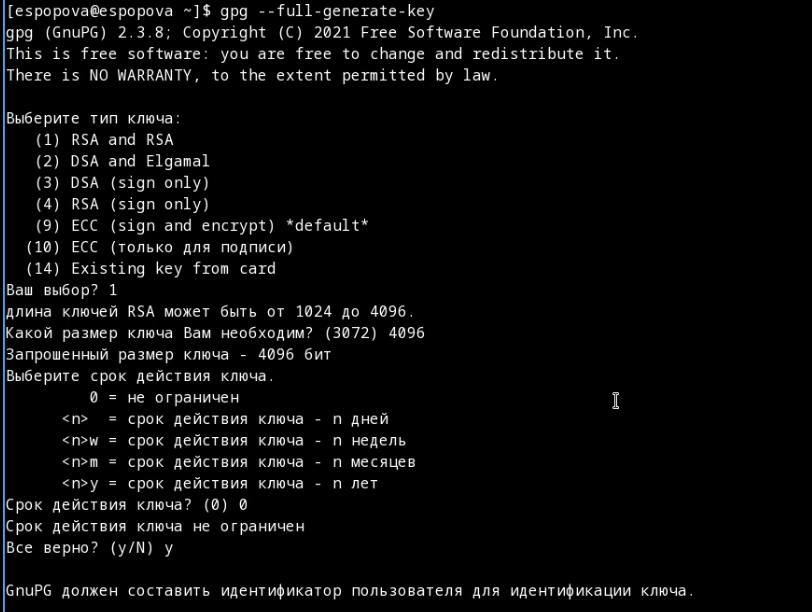 [espopova@espopova ~]$ gpg --full-generate-key
gpg (GnuPG) 2.3.8; Copyright (C) 2021 Free Software Foundation, Inc.
This is free software: you are free to change and redistribute it.
There is NO WARRANTY, to the extent permitted by law.
Выберите тип ключа:
(1) RSA and RSA
(2) DSA and Elgamal
(3) DSA (sign only)
(4) RSA (sign only)
(9) ECC (sign and encrypt) *default*
(10) ECC (только для подписи)
(14) Existing key from card
Ваш выбор? 1
длина ключей RSA может быть от 1024 до 4096.
Какой размер ключа Вам необходим? (3072) 4096
Запрошенный размер ключа - 4096 бит
Выберите срок действия ключа.
0 = не ограничен
<n>  = срок действия ключа - n дней
<n>w = срок действия ключа - n недель
<n>m = срок действия ключа - n месяцев
<n>y = срок действия ключа - n лет
Срок действия ключа? (0) 0
Срок действия ключа не ограничен
Все верно? (y/N) y
GnuPG должен составить идентификатор пользователя для идентификации ключа.